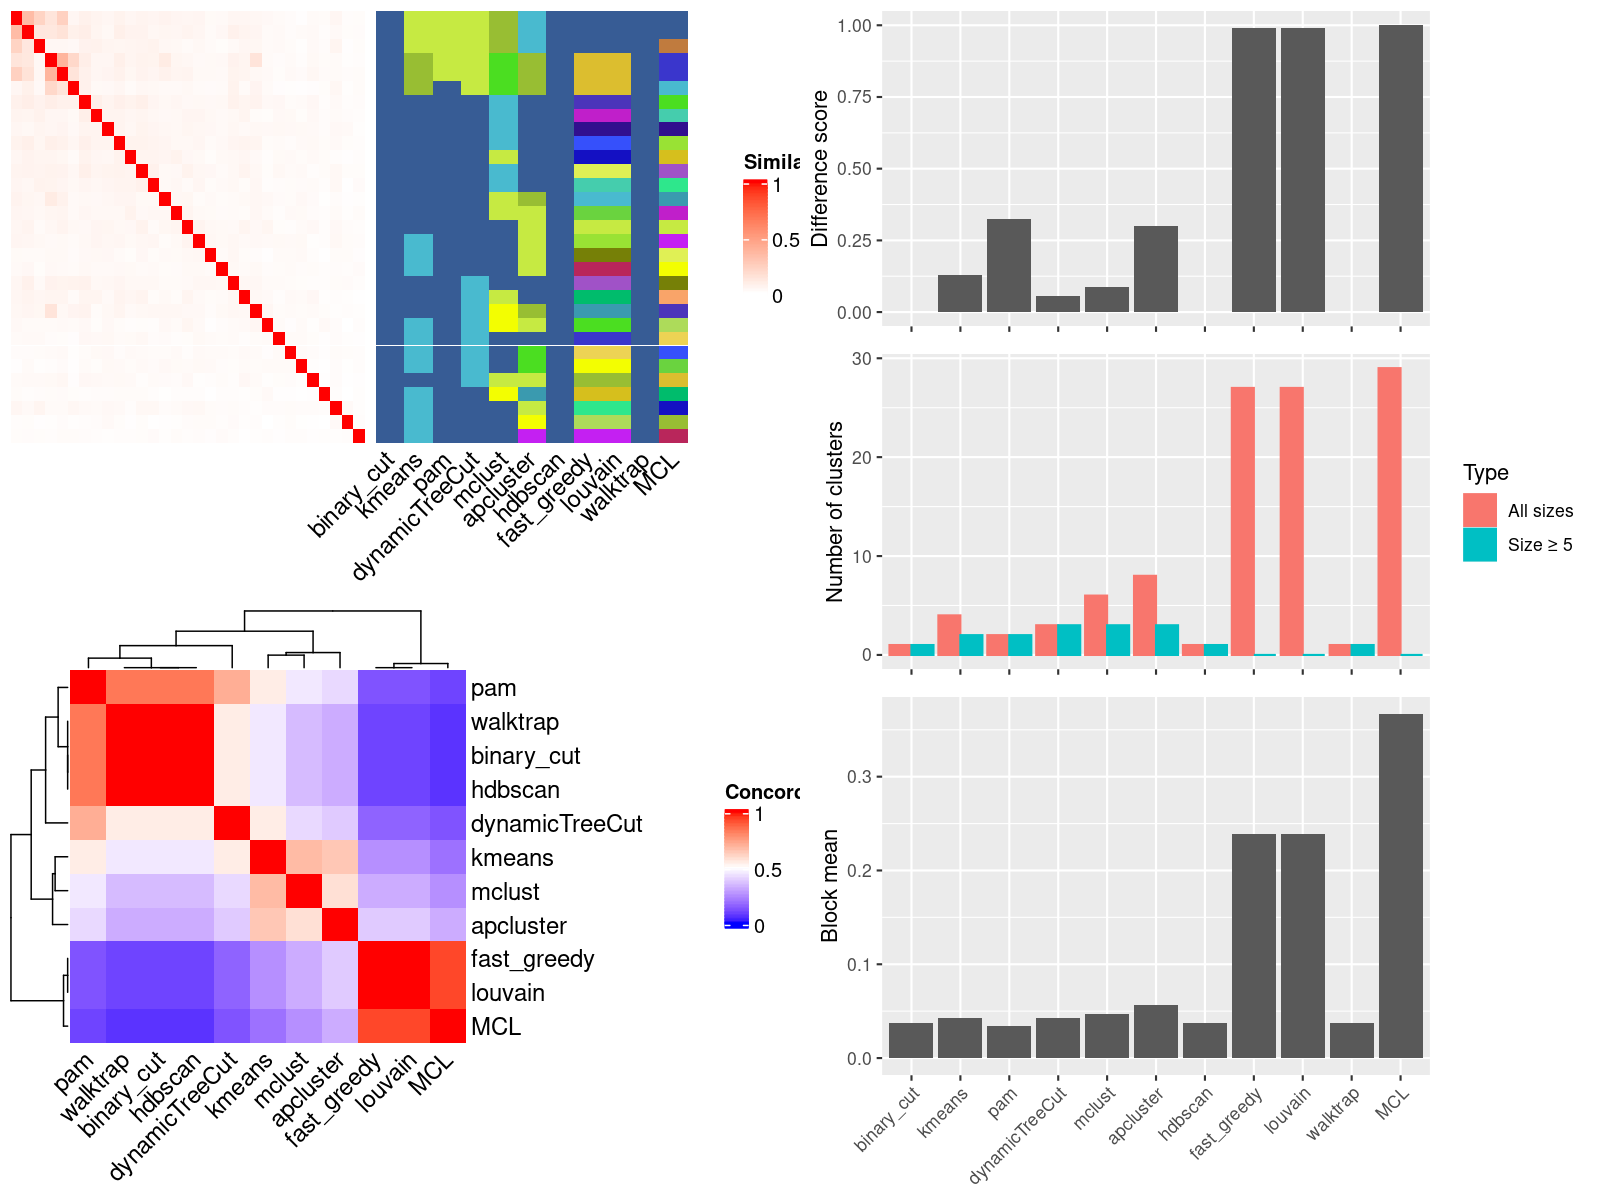 Simila
1
0.5
0
binary_cut
kmeans
pam
dynamicTreeCut
mclust
apcluster
hdbscan
fast_greedy
louvain
walktrap
MCL
Difference score
1.00
0.75
0.50
0.25
0.00
Number of clusters
30
20
10
0
Type
All sizes
Size ≥ 5
pam
walktrap
binary_cut
hdbscan
dynamicTreeCut
kmeans
mclust
apcluster
fast_greedy
louvain
MCL
pam
walktrap
binary_cut
hdbscan
dynamicTreeCut
kmeans
mclust
apcluster
fast_greedy
louvain
MCL
Concorc
1
0.5
0
Block mean
0.3
0.2
0.1
0.0
binary_cut
kmeans
pam
dynamicTreeCut
mclust
apcluster
hdbscan
fast_greedy
louvain
walktrap
MCL